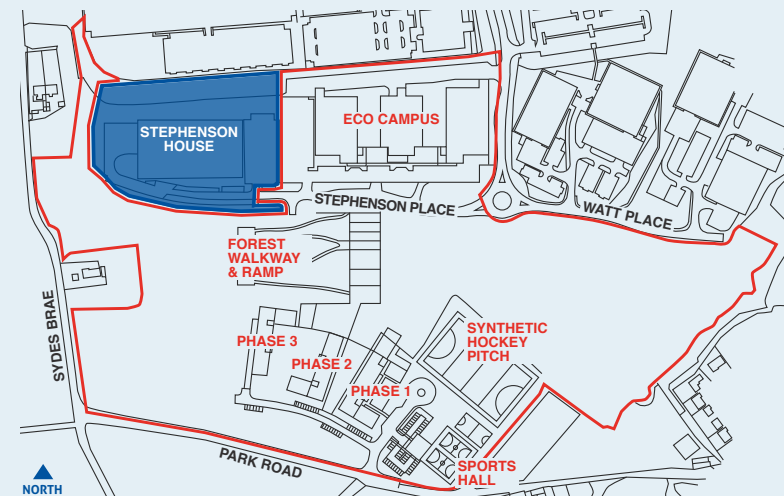 STEPHENSON
HOUSE
ECO CAMPUS
STEPHENSON PLACE
WATT PLACE
FOREST
WALKWAY
& RAMP
SYDES BRAE
PHASE 3
PHASE 2
PHASE 1
SYNTHETIC
HOCKEY
PITCH
PARK ROAD
SPORTS
HALL
NORTH